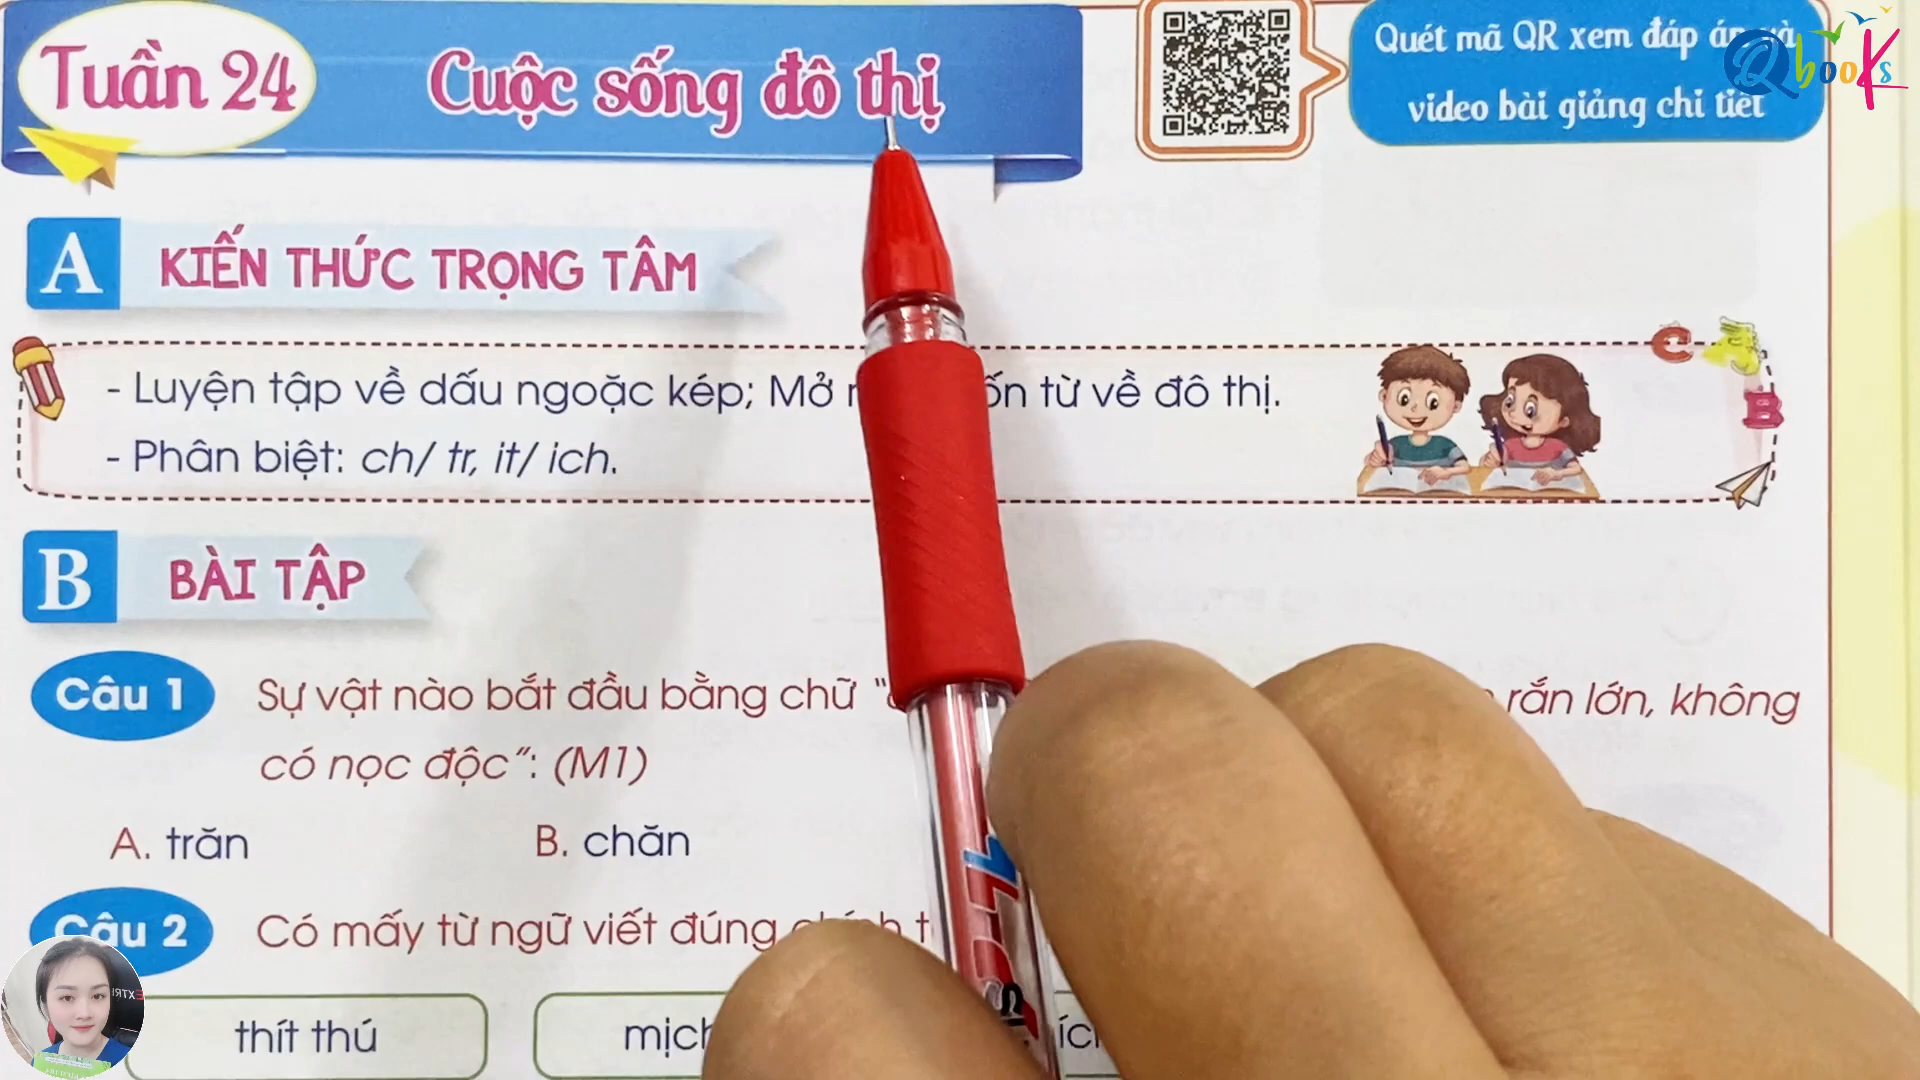 Tuần 24
Cuộc sống đô thị
Quét mã QR xem đáp án và
video bài giảng chi tiết
Qbooks
A KIẾN THỨC TRỌNG TÂM
- Luyện tập về dấu ngoặc kép; Mở từ về đô thị.
- Phân biệt: ch/ tr, it/ ich.
C A B
B BÀI TẬP
Câu 1 Sự vật nào bắt đầu bằng chữ rắn lớn, không
có nọc độc”: (M1)
A. trăn B. chăn
Câu 2 Có mấy từ ngữ viết đúng
thít thú